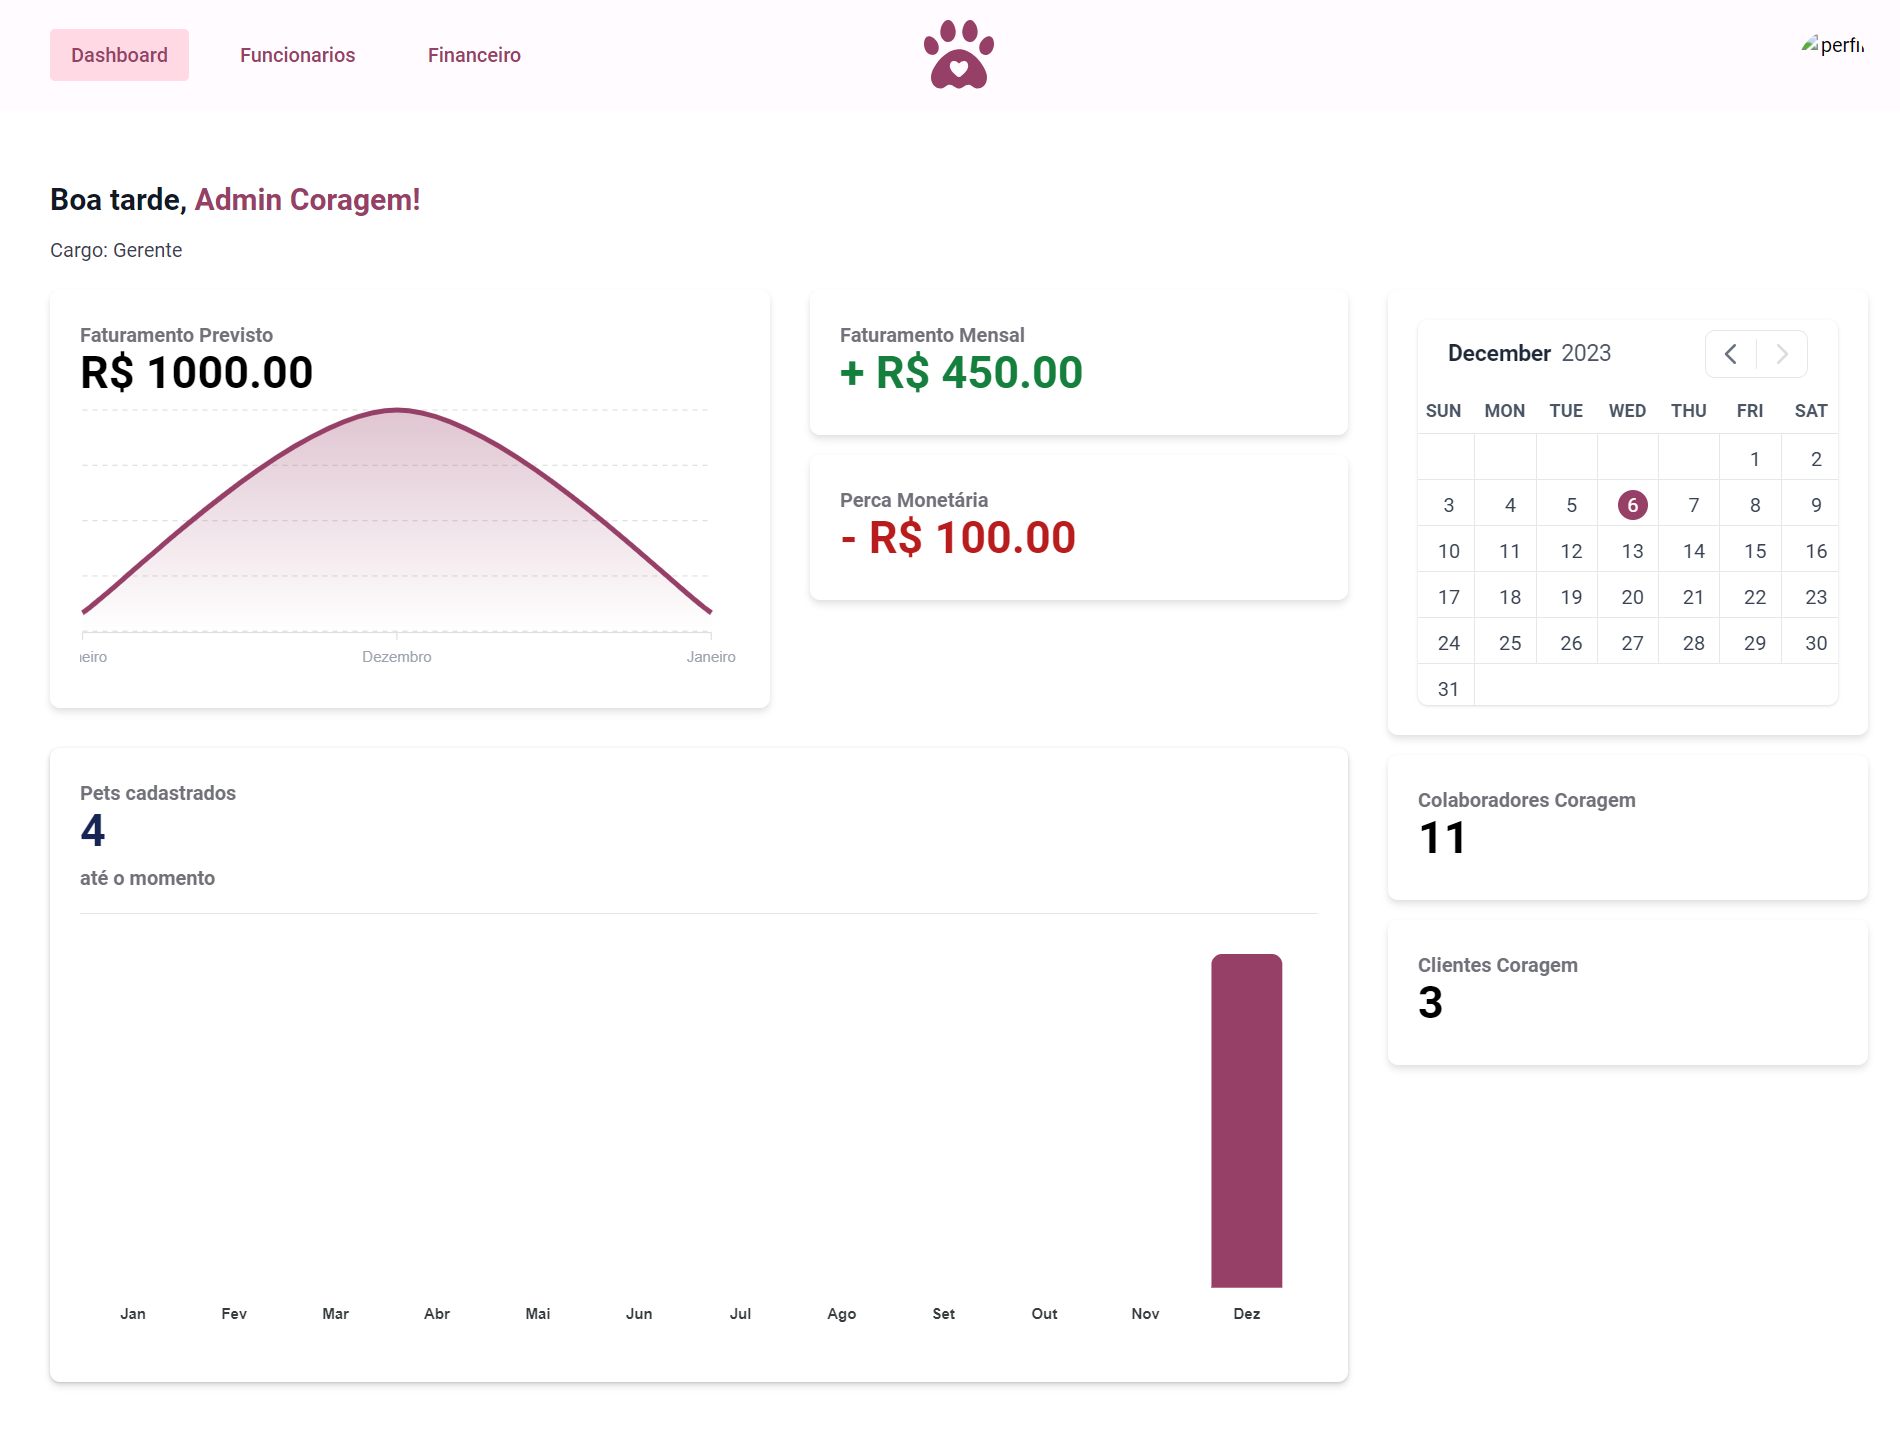 Dashboard
Funcionarios
Financeiro
perfil
Boa tarde, Admin Coragem!
Cargo: Gerente
Faturamento Previsto
R$ 1000.00
eiro
Dezembro
Janeiro
Faturamento Mensal
+ R$ 450.00
Perca Monetária
- R$ 100.00
December 2023
SUN MON TUE WED THU FRI SAT
1 2
3 4 5 6 7 8 9
10 11 12 13 14 15 16
17 18 19 20 21 22 23
24 25 26 27 28 29 30
31
Pets cadastrados
4
até o momento
Jan Fev Mar Abr Mai Jun Jul Ago Set Out Nov Dez
Colaboradores Coragem
11
Clientes Coragem
3